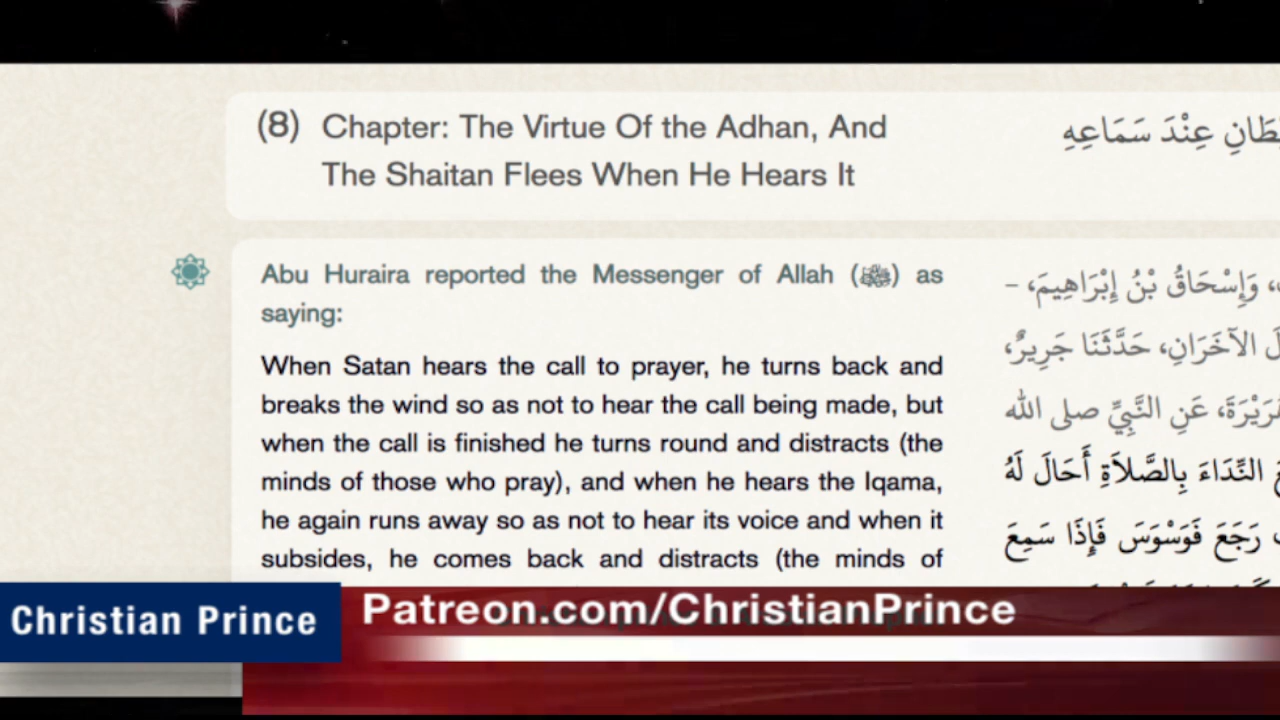 (8) Chapter: The Virtue Of the Adhan, And
The Shaitan Flees When He Hears It
عِنْدَ سَمَاعِهِ
Abu Huraira reported the Messenger of Allah (ﷺ) as
saying:
When Satan hears the call to prayer, he turns back and
breaks the wind so as not to hear the call being made, but
when the call is finished he turns round and distracts (the
minds of those who pray), and when he hears the Iqama,
he again runs away so as not to hear its voice and when it
subsides, he comes back and distracts (the minds of
وَإِسْحَاقُ بْنُ إِبْرَاهِيمَ، –
الآخَرَانِ، حَدَّثَنَا جَرِيرٌ،
عَنِ النَّبِيِّ صلى الله
النِّدَاءَ بِالصَّلاَةِ أَحَالَ لَهُ
رَجَعَ فَوَسْوَسَ فَإِذَا سَمِعَ
Christian Prince
Patreon.com/ChristianPrince